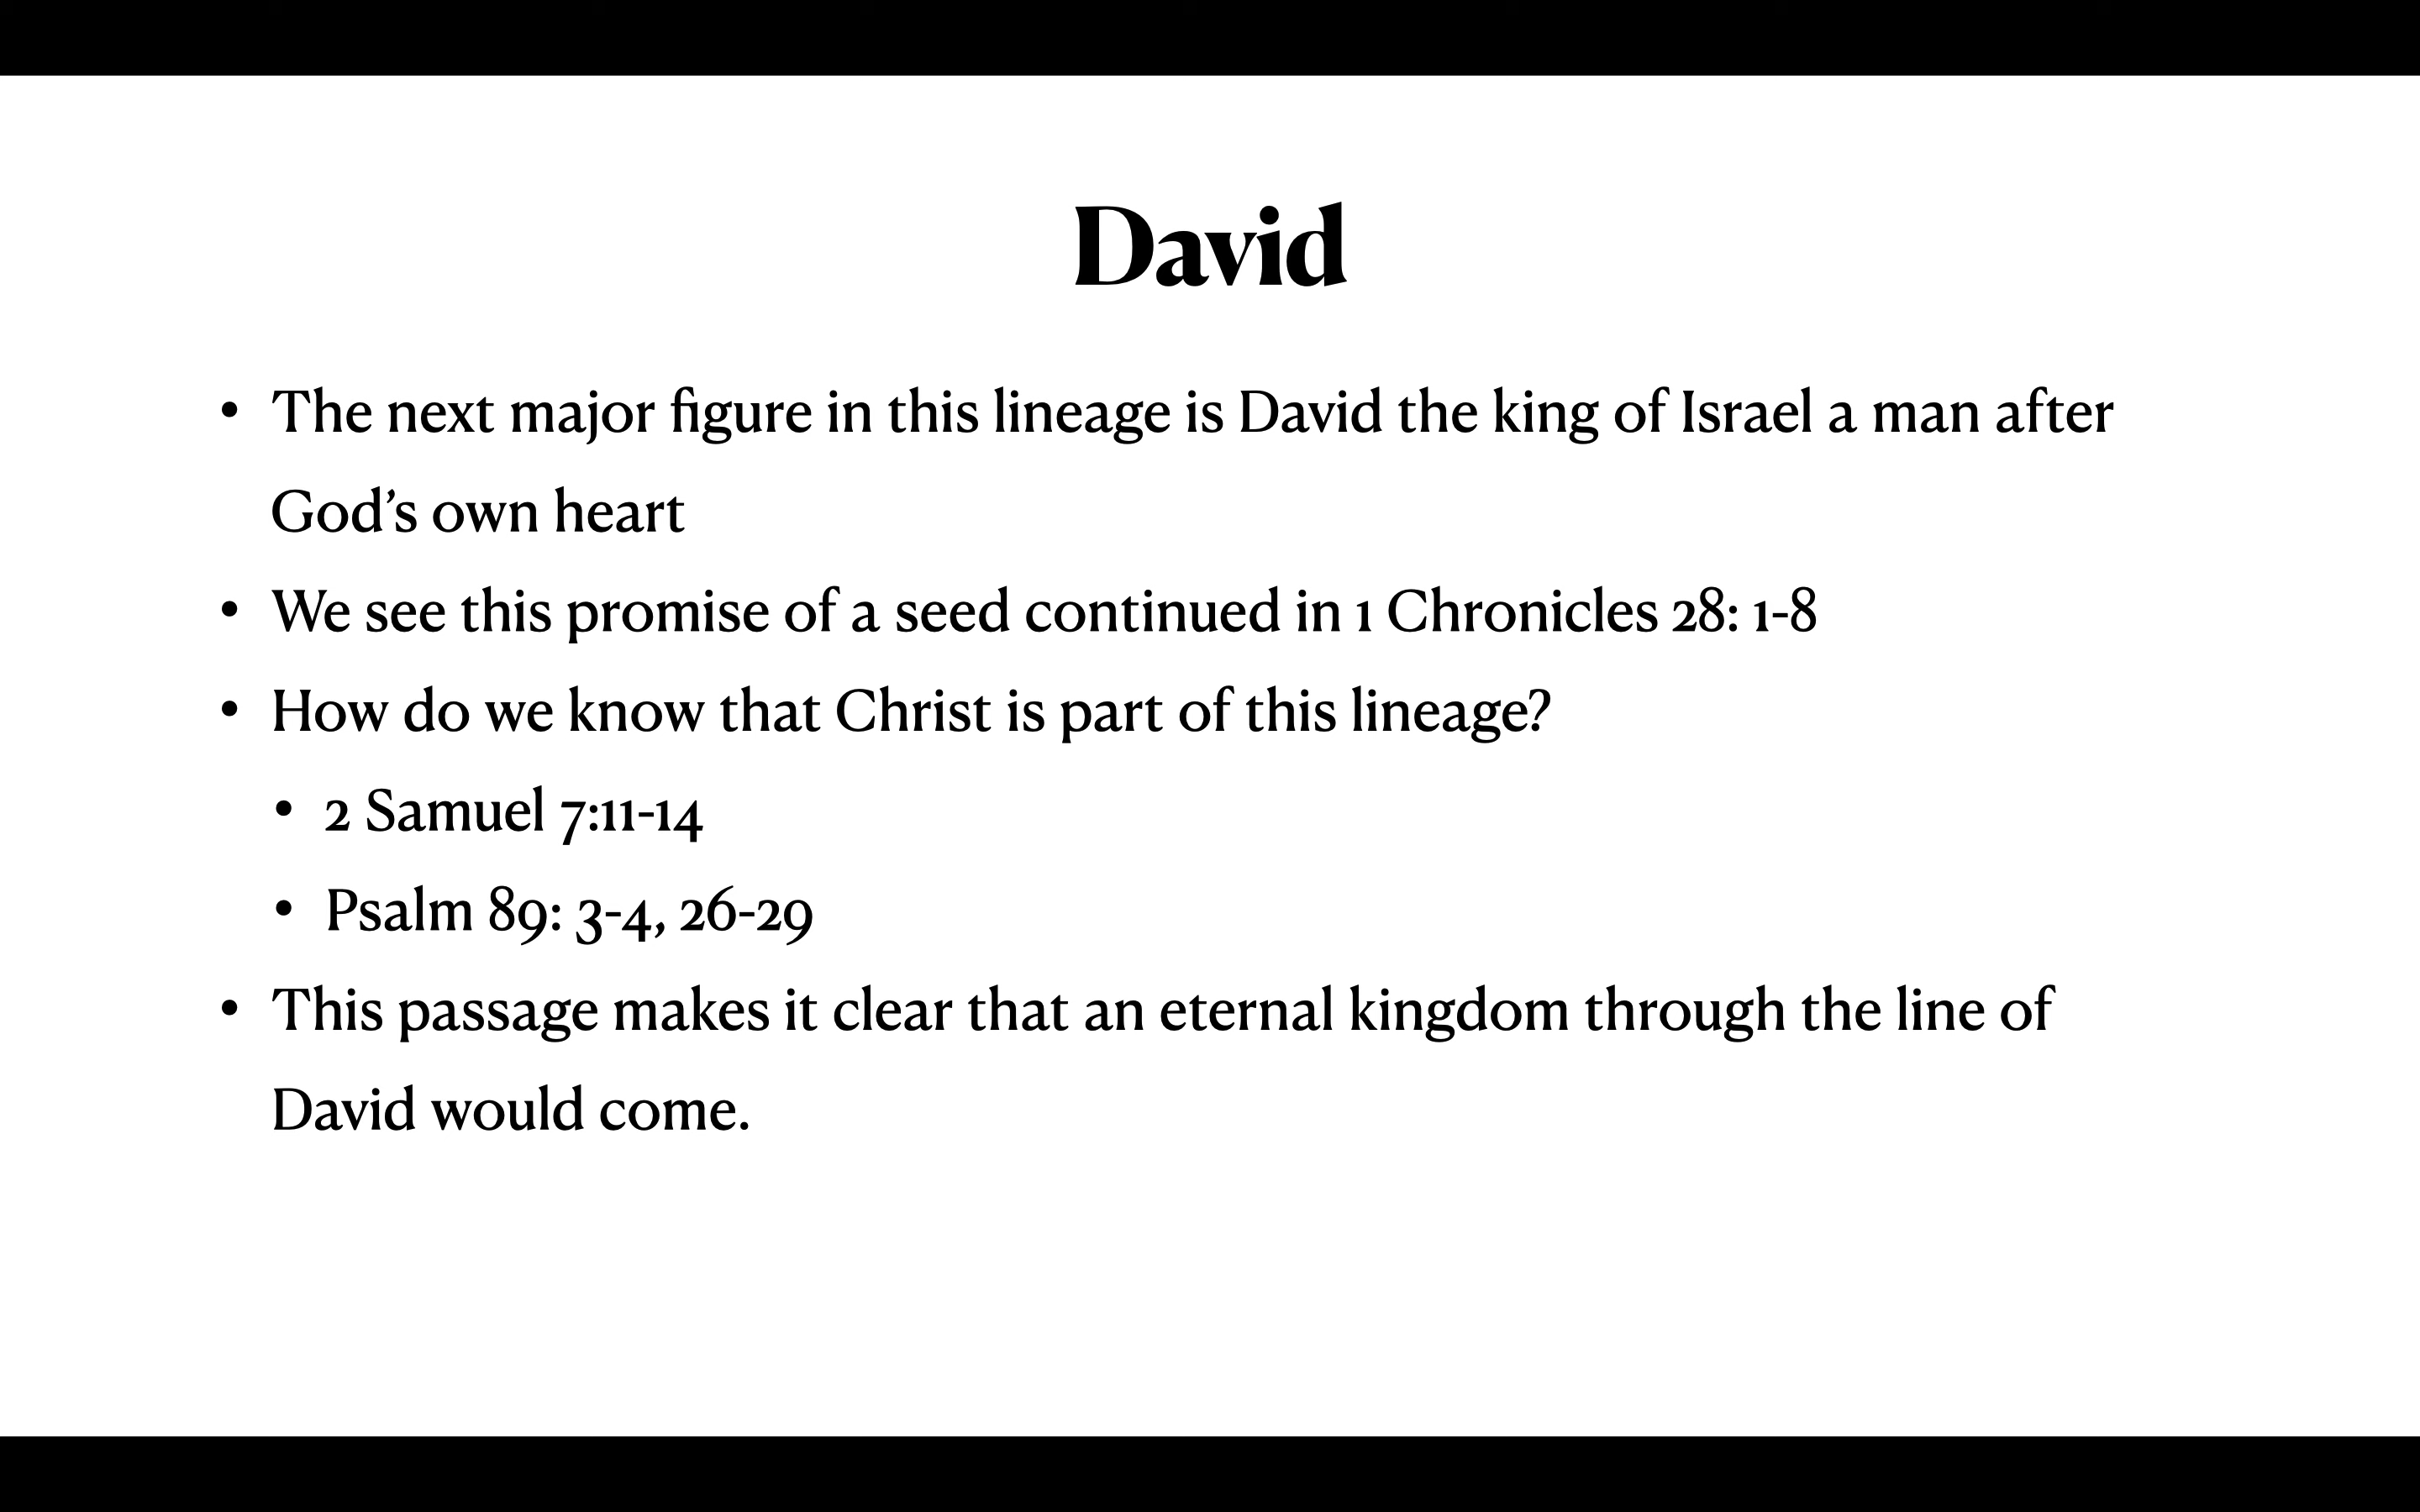 David
• The next major figure in this lineage is David the king of Israel a man after
God’s own heart
• We see this promise of a seed continued in 1 Chronicles 28: 1-8
• How do we know that Christ is part of this lineage?
• 2 Samuel 7:11-14
• Psalm 89: 3-4, 26-29
• This passage makes it clear that an eternal kingdom through the line of
David would come.